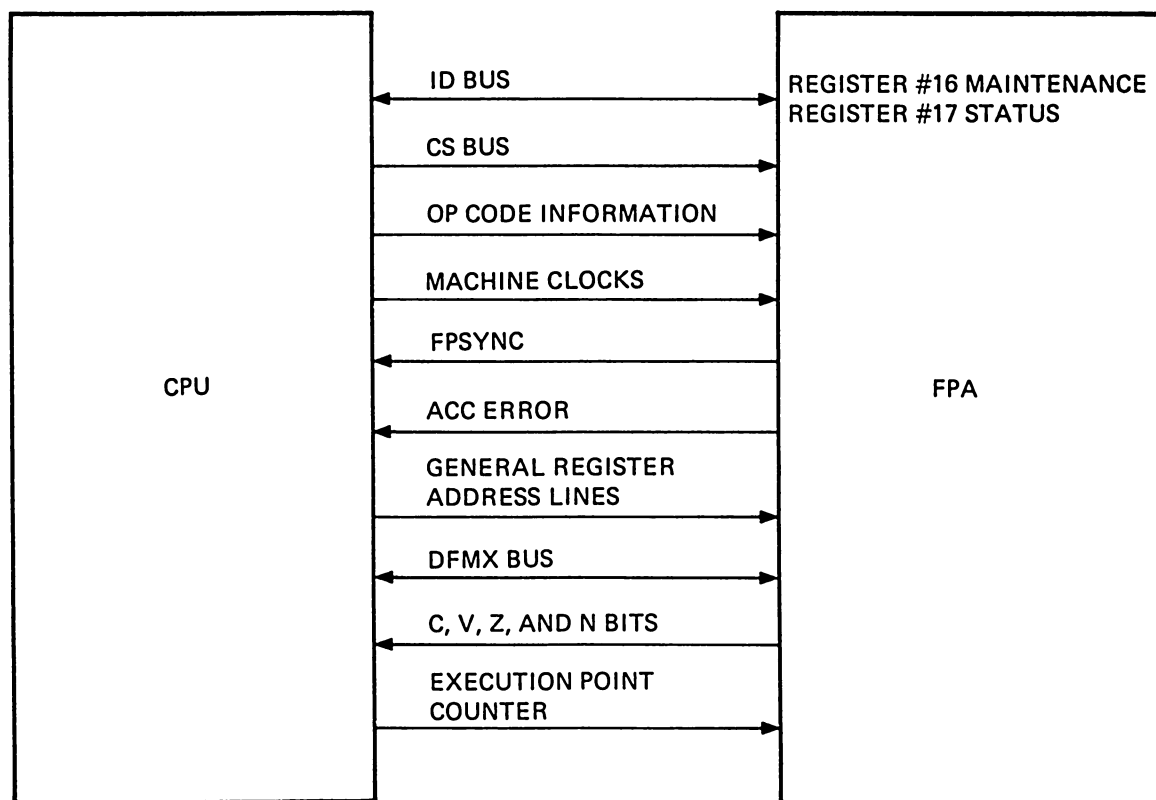 ID BUS
REGISTER #16 MAINTENANCE
REGISTER #17 STATUS
CS BUS
OP CODE INFORMATION
MACHINE CLOCKS
FPSYNC
CPU
FPA
ACC ERROR
GENERAL REGISTER
ADDRESS LINES
DFMX BUS
C, V, Z, AND N BITS
EXECUTION POINT
COUNTER